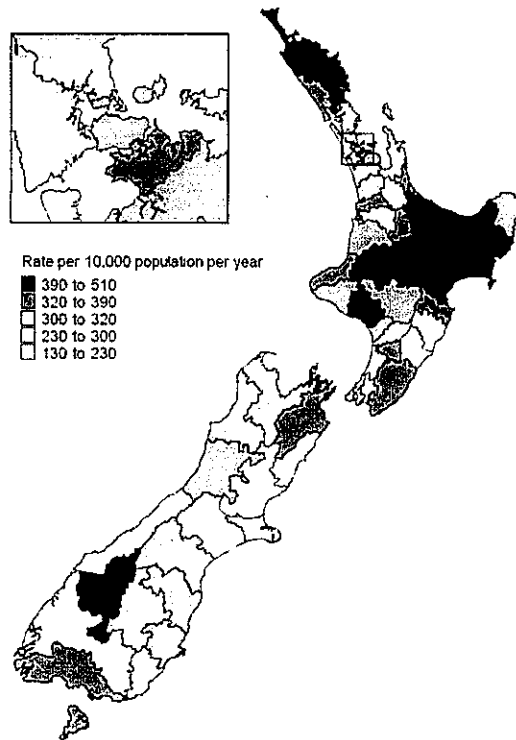 Rate per 10,000 population per year
390 to 510
320 to 390
300 to 320
230 to 300
130 to 230